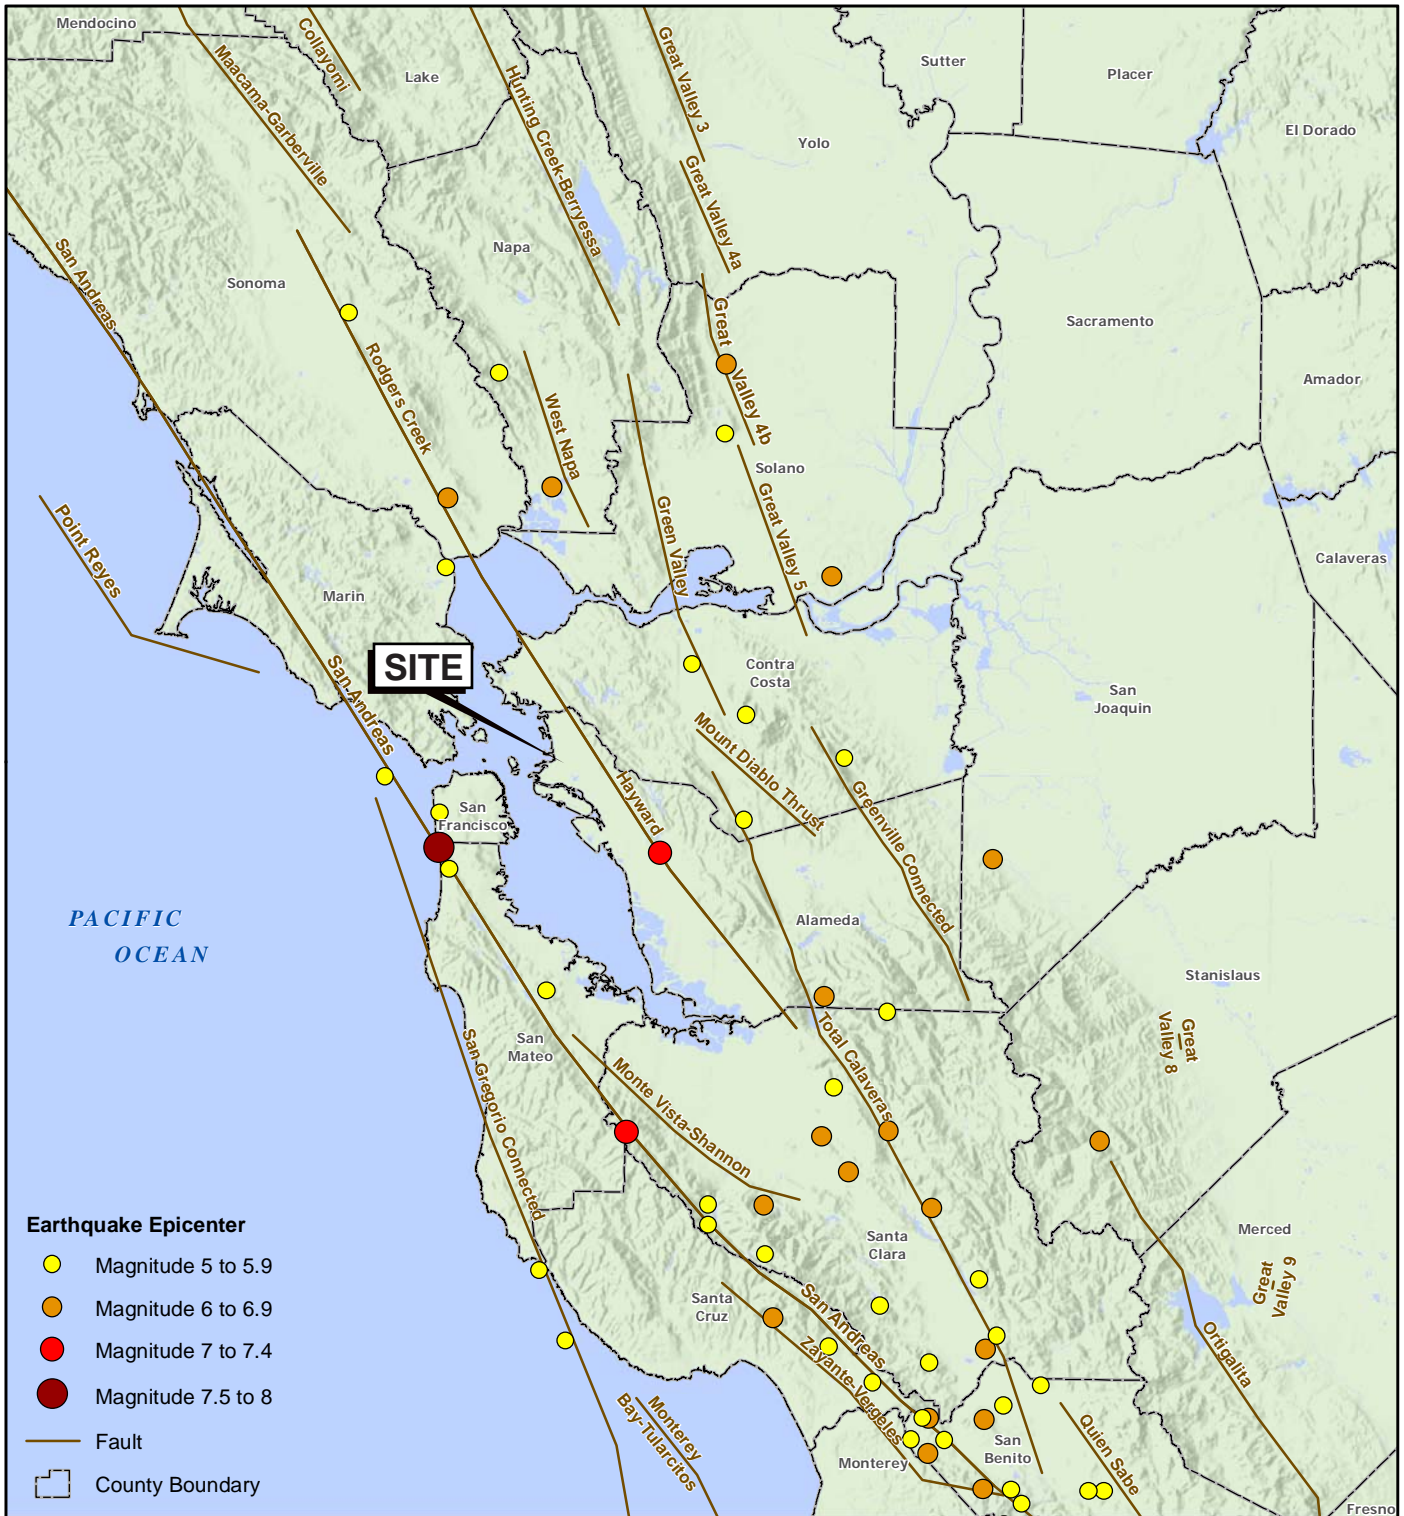 Mendocino
Collayomi
Lake
Maacama-Garberville
Hunting Creek-Berryessa
Great Valley 3
Sutter
Placer
El Dorado
Yolo
Great Valley 4a
San Andreas
Sonoma
Napa
Great
Valley 4b
Sacramento
Amador
Rodgers Creek
West Napa
Solano
Point Reyes
Green Valley
Great Valley 5
Calaveras
Marin
SITE
San Andreas
Contra
Costa
San
Joaquin
Mount Diablo Thrust
Hayward
Greenville Connected
San
Francisco
PACIFIC
OCEAN
Alameda
Stanislaus
San
Mateo
San Gregorio Connected
Monte Vista-Shannon
Total Calaveras
Great
Valley 8
Merced
Santa
Clara
Great
Valley 9
Santa
Cruz
San Andreas
Zayante-Vergeles
Ortigalita
Monterey
Bay-Tularcitos
Monterey
San
Benito
Quien Sabe
Fresno
Earthquake Epicenter
Magnitude 5 to 5.9
Magnitude 6 to 6.9
Magnitude 7 to 7.4
Magnitude 7.5 to 8
Fault
County Boundary